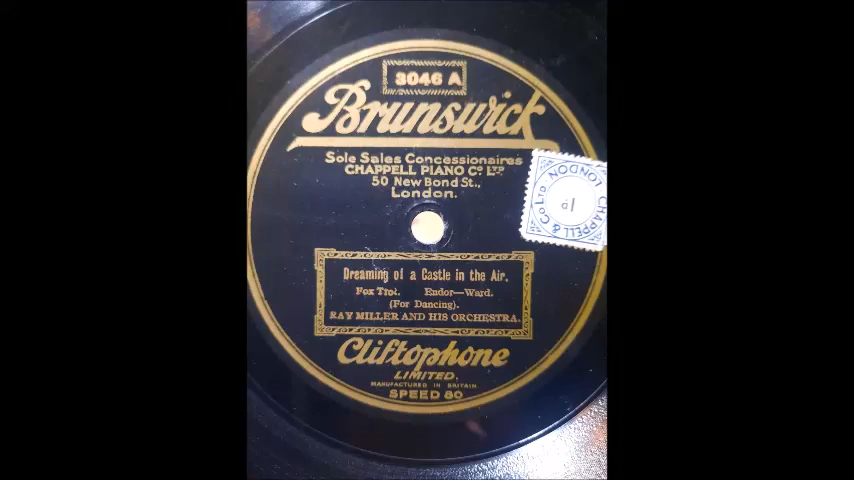 3046 A
Brunswick
Sole Sales Concessionaires
CHAPPELL PIANO Cº LTD
50 New Bond St.,
London.
CHAPPELL & Co LTD LONDON
Dreaming of a Castle in the Air.
Fox Trot. Endor—Ward.
(For Dancing).
RAY MILLER AND HIS ORCHESTRA.
Cliftophone
LIMITED.
MANUFACTURED IN BRITAIN
SPEED 80